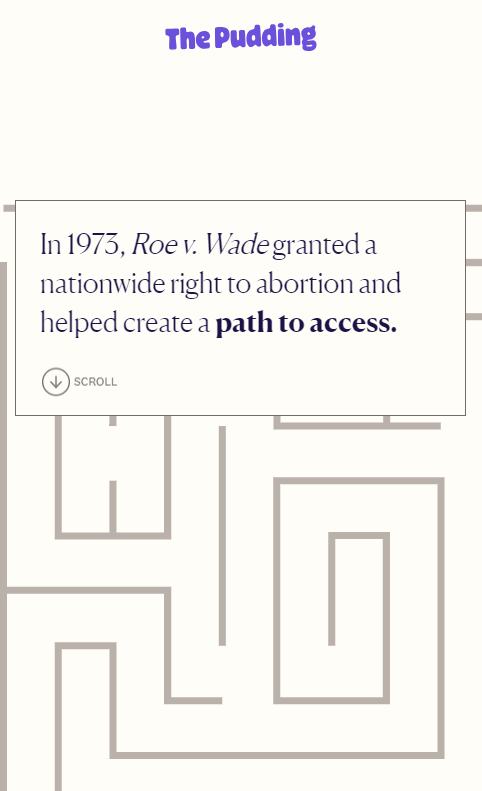 The Pudding
In 1973, Roe v. Wade granted a
nationwide right to abortion and
helped create a path to access.
SCROLL